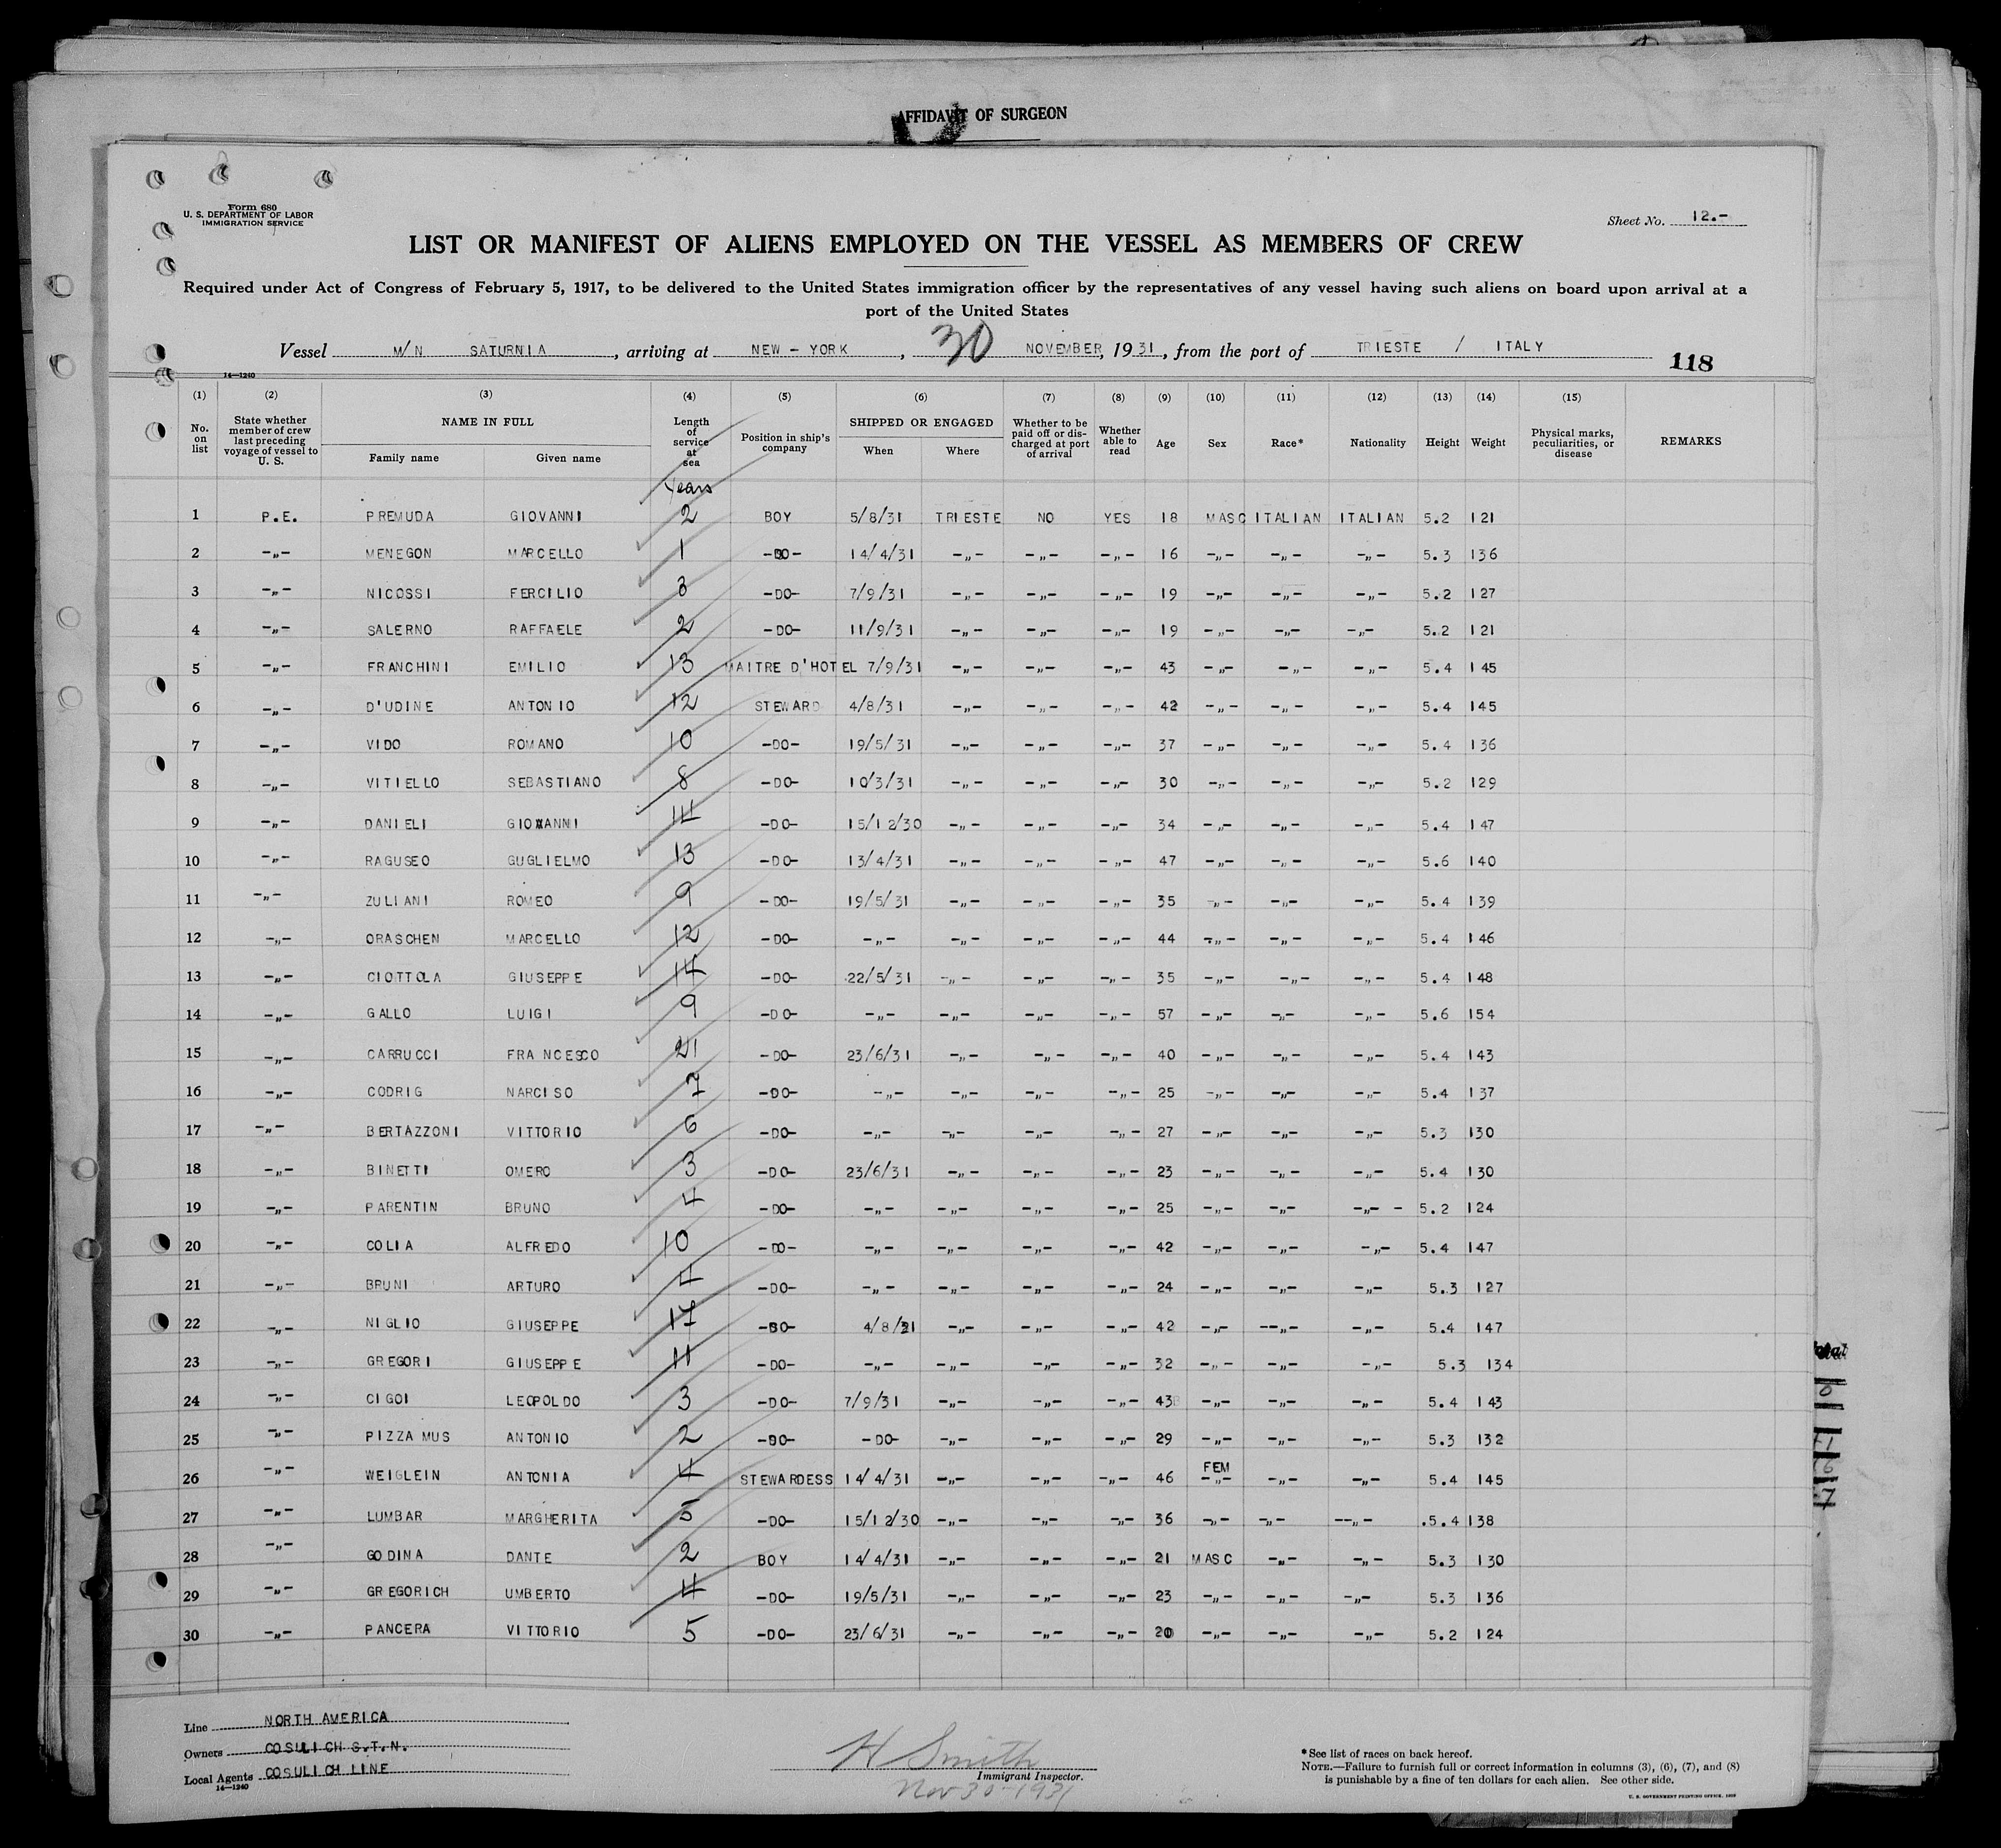 AFFIDAVIT OF SURGEON
Form 680
U. S. DEPARTMENT OF LABOR
IMMIGRATION SERVICE
Sheet No. 12.-
LIST OR MANIFEST OF ALIENS EMPLOYED ON THE VESSEL AS MEMBERS OF CREW
Required under Act of Congress of February 5, 1917, to be delivered to the United States immigration officer by the representatives of any vessel having such aliens on board upon arrival at a
port of the United States
Vessel M/N SATURNIA, arriving at NEW-YORK, 30 NOVEMBER, 1931, from the port of TRIESTE / ITALY
118
14-1240
(1) (2) (3) (4) (5) (6) (7) (8) (9) (10) (11) (12) (13) (14) (15)
No. on list State whether member of crew last preceding voyage of vessel to U. S. NAME IN FULL Family name Given name Length of service at sea Position in ship's company SHIPPED OR ENGAGED When Where Whether to be paid off or discharged at port of arrival Whether able to read Age Sex Race* Nationality Height Weight Physical marks, peculiarities, or disease REMARKS
Years
1 P.E. PREMUDA GIOVANNI 2 BOY 5/8/31 TRIESTE NO YES 18 MASC ITALIAN ITALIAN 5.2 121
2 -„- MENEGON MARCELLO 1 -DO- 14/4/31 -„- -„- -„- 16 -„- -„- -„- 5.3 136
3 -„- NICOSSI FERCILIO 3 -DO- 7/9/31 -„- -„- -„- 19 -„- -„- -„- 5.2 127
4 -„- SALERNO RAFFAELE 2 -DO- 11/9/31 -„- -„- -„- 19 -„- -„- -„- 5.2 121
5 -„- FRANCHINI EMILIO 13 MAITRE D'HOTEL 7/9/31 -„- -„- -„- 43 -„- -„- -„- 5.4 145
6 -„- D'UDINE ANTONIO 12 STEWARD 4/8/31 -„- -„- -„- 42 -„- -„- -„- 5.4 145
7 -„- VIDO ROMANO 10 -DO- 19/5/31 -„- -„- -„- 37 -„- -„- -„- 5.4 136
8 -„- VITIELLO SEBASTIANO 8 -DO- 10/3/31 -„- -„- -„- 30 -„- -„- -„- 5.2 129
9 -„- DANIELI GIOVANNI 14 -DO- 15/12/30 -„- -„- -„- 34 -„- -„- -„- 5.4 147
10 -„- RAGUSEO GUGLIELMO 13 -DO- 13/4/31 -„- -„- -„- 47 -„- -„- -„- 5.6 140
11 -„- ZULIANI ROMEO 9 -DO- 19/5/31 -„- -„- -„- 35 -„- -„- -„- 5.4 139
12 -„- ORASCHEN MARCELLO 12 -DO- -„- -„- -„- -„- 44 -„- -„- -„- 5.4 146
13 -„- CIOTTOLA GIUSEPPE 14 -DO- 22/5/31 -„- -„- -„- 35 -„- -„- -„- 5.4 148
14 -„- GALLO LUIGI 9 -DO- -„- -„- -„- -„- 57 -„- -„- -„- 5.6 154
15 -„- CARRUCCI FRANCESCO 21 -DO- 23/6/31 -„- -„- -„- 40 -„- -„- -„- 5.4 143
16 -„- CODRIG NARCISO 7 -DO- -„- -„- -„- -„- 25 -„- -„- -„- 5.4 137
17 -„- BERTAZZONI VITTORIO 6 -DO- -„- -„- -„- -„- 27 -„- -„- -„- 5.3 130
18 -„- BINETTI OMERO 3 -DO- 23/6/31 -„- -„- -„- 23 -„- -„- -„- 5.4 130
19 -„- PARENTIN BRUNO 4 -DO- -„- -„- -„- -„- 25 -„- -„- -„- - 5.2 124
20 -„- COLIA ALFREDO 10 -DO- -„- -„- -„- -„- 42 -„- -„- -„- 5.4 147
21 -„- BRUNI ARTURO 4 -DO- -„- -„- -„- -„- 24 -„- -„- -„- 5.3 127
22 -„- NIGLIO GIUSEPPE 17 -DO- 4/8/31 -„- -„- -„- 42 -„- --„- -„- 5.4 147
23 -„- GREGORI GIUSEPPE 11 -DO- -„- -„- -„- -„- 32 -„- -„- -„- 5.3 134
24 -„- CIGOI LEOPOLDO 3 -DO- 7/9/31 -„- -„- -„- 43 -„- -„- -„- 5.4 143
25 -„- PIZZAMUS ANTONIO 2 -DO- -DO- -„- -„- -„- 29 -„- -„- -„- 5.3 132
26 -„- WEIGLEIN ANTONIA 4 STEWARDESS 14/4/31 -„- -„- -„- 46 FEM -„- -„- -„- 5.4 145
27 -„- LUMBAR MARGHERITA 5 -DO- 15/12/30 -„- -„- -„- 36 -„- -„- --„- .5.4 138
28 -„- GODINA DANTE 2 BOY 14/4/31 -„- -„- -„- 21 MASC -„- -„- 5.3 130
29 -„- GREGORICH UMBERTO 4 -DO- 19/5/31 -„- -„- -„- 23 -„- -„- -„- 5.3 136
30 -„- PANCERA VITTORIO 5 -DO- 23/6/31 -„- -„- -„- 20 -„- -„- -„- 5.2 124
Line NORTH AMERICA
Owners COSULICH S.T.N.
Local Agents COSULICH LINE
14-1240
H Smith
Immigrant Inspector.
Nov 30-1931
*See list of races on back hereof.
NOTE.—Failure to furnish full or correct information in columns (3), (6), (7), and (8)
is punishable by a fine of ten dollars for each alien. See other side.
U. S. GOVERNMENT PRINTING OFFICE